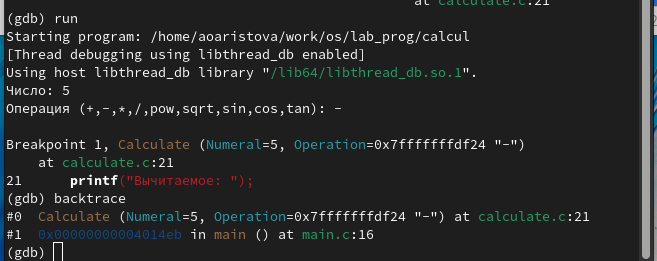 at calculate.c:21
(gdb) run
Starting program: /home/aoaristova/work/os/lab_prog/calcul
[Thread debugging using libthread_db enabled]
Using host libthread_db library "/lib64/libthread_db.so.1".
Число: 5
Операция (+,-,*,/,pow,sqrt,sin,cos,tan): -
Breakpoint 1, Calculate (Numeral=5, Operation=0x7fffffffdf24 "-")
at calculate.c:21
21 printf("Вычитаемое: ");
(gdb) backtrace
#0 Calculate (Numeral=5, Operation=0x7fffffffdf24 "-") at calculate.c:21
#1 0x00000000004014eb in main () at main.c:16
(gdb)